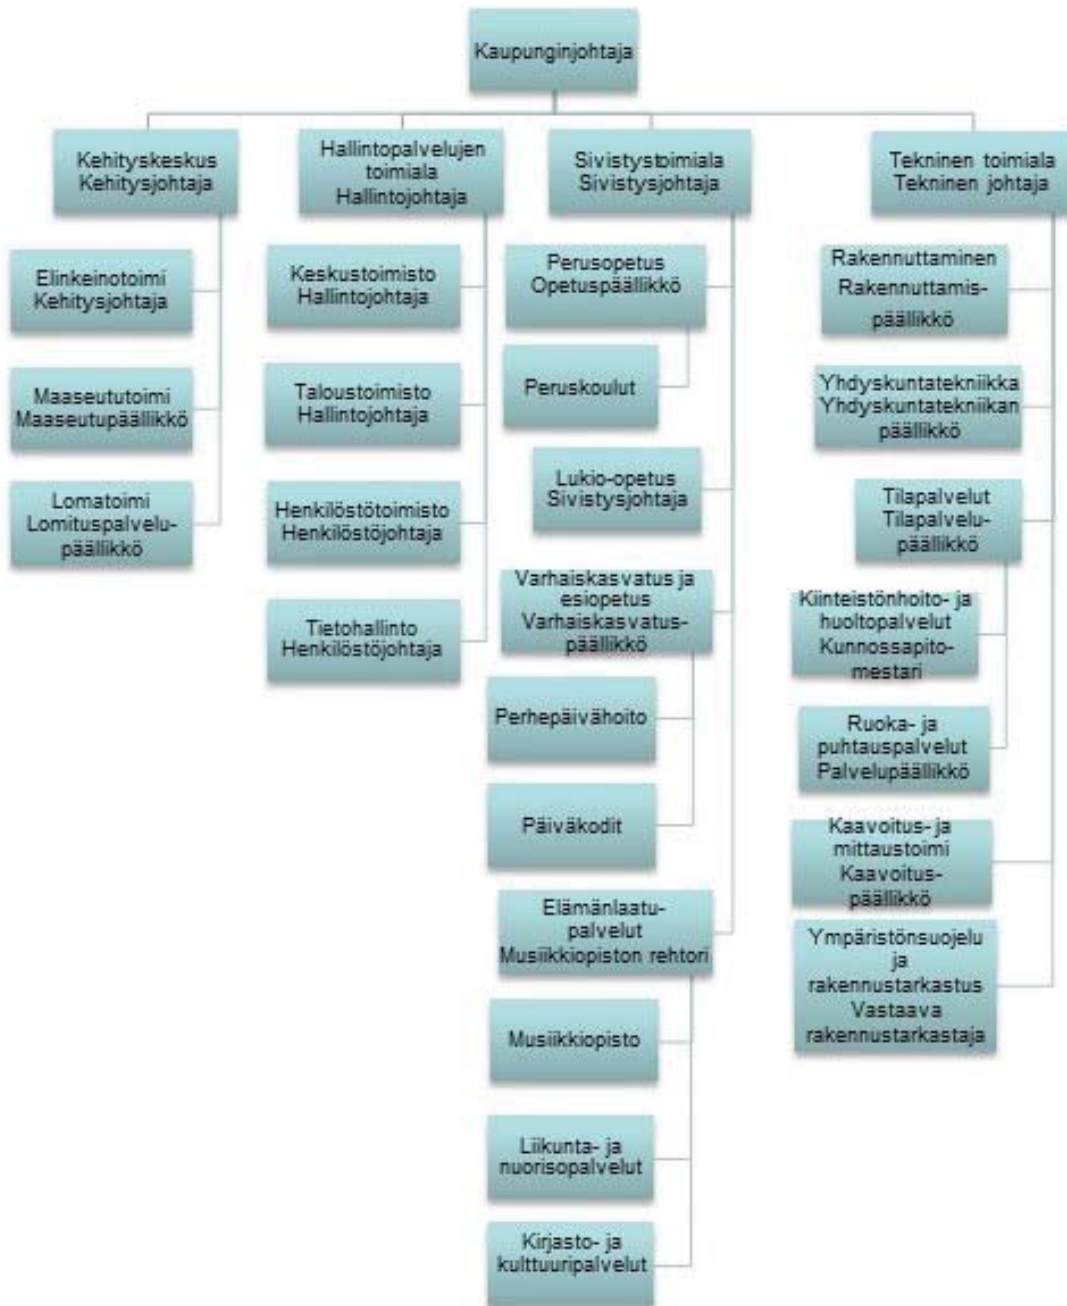 Kaupunginjohtaja
Kehityskeskus
Kehitysjohtaja
Elinkeinotoimi
Kehitysjohtaja
Maaseututoimi
Maaseutupäällikkö
Lomatoimi
Lomituspalvelu-
päällikkö
Hallintopalvelujen
toimiala
Hallintojohtaja
Keskustoimisto
Hallintojohtaja
Taloustoimisto
Hallintojohtaja
Henkilöstötoimisto
Henkilöstöjohtaja
Tietohallinto
Henkilöstöjohtaja
Sivistystoimiala
Sivistysjohtaja
Perusopetus
Opetuspäällikkö
Peruskoulut
Lukio-opetus
Sivistysjohtaja
Varhaiskasvatus ja
esiopetus
Varhaiskasvatus-
päällikkö
Perhepäivähoito
Päiväkodit
Elämänlaatu-
palvelut
Musiikkiopiston rehtori
Musiikkiopisto
Liikunta- ja
nuorisopalvelut
Kirjasto- ja
kulttuuripalvelut
Tekninen toimiala
Tekninen johtaja
Rakennuttaminen
Rakennuttamis-
päällikkö
Yhdyskuntatekniikka
Yhdyskuntatekniikan
päällikkö
Tilapalvelut
Tilapalvelu-
päällikkö
Kiinteistönhoito- ja
huoltopalvelut
Kunnossapito-
mestari
Ruoka- ja
puhtauspalvelut
Palvelupäällikkö
Kaavoitus- ja
mittaustoimi
Kaavoitus-
päällikkö
Ympäristönsuojelu
ja
rakennustarkastus
Vastaava
rakennustarkastaja